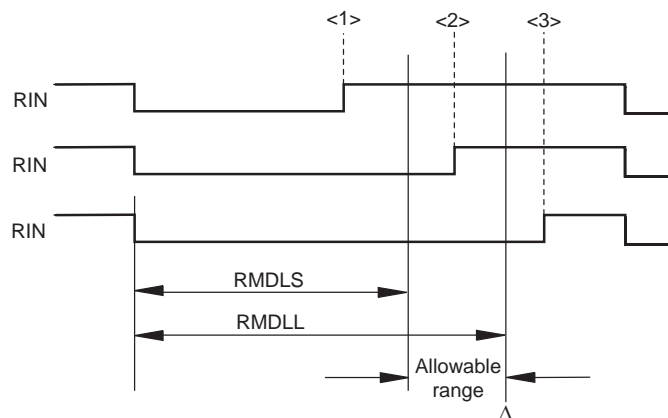 <1> <2> <3>
RIN
RIN
RIN
RMDLS
RMDLL
Allowable
range
Δ